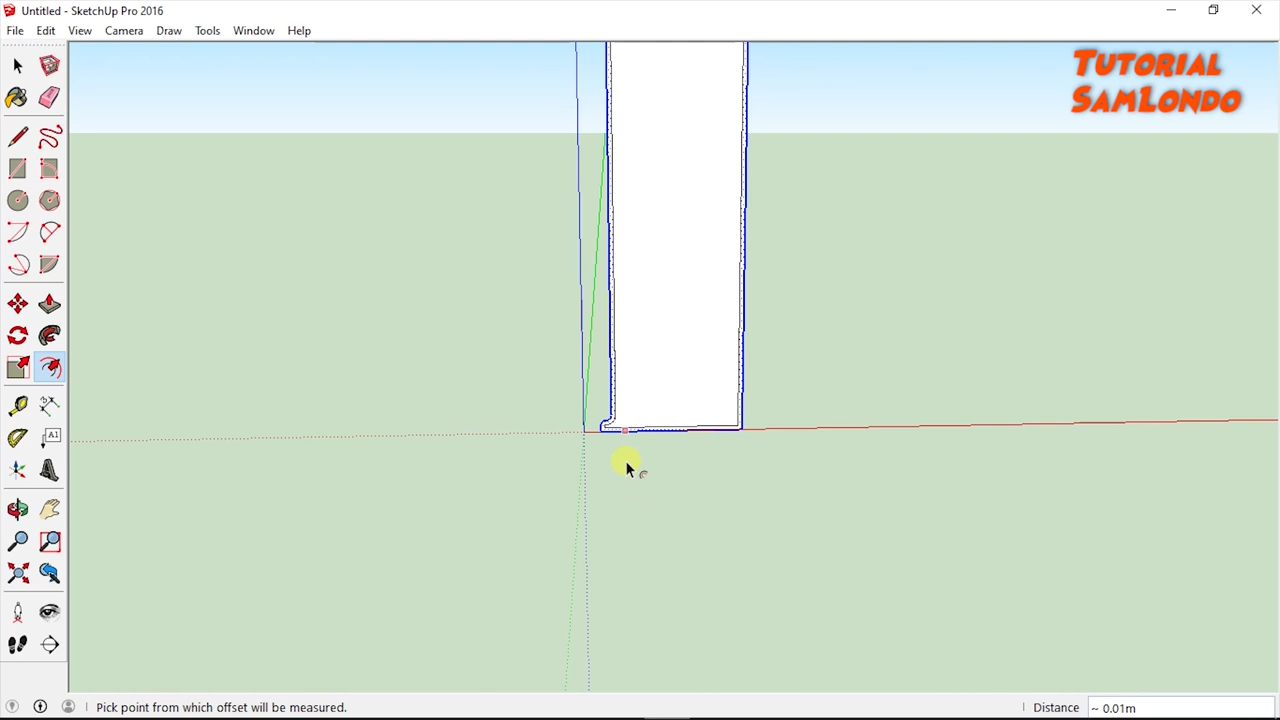 Untitled - SketchUp Pro 2016
File Edit View Camera Draw Tools Window Help
TUTORIAL
SAMLONDO
A1
Pick point from which offset will be measured.
Distance ~ 0.01m